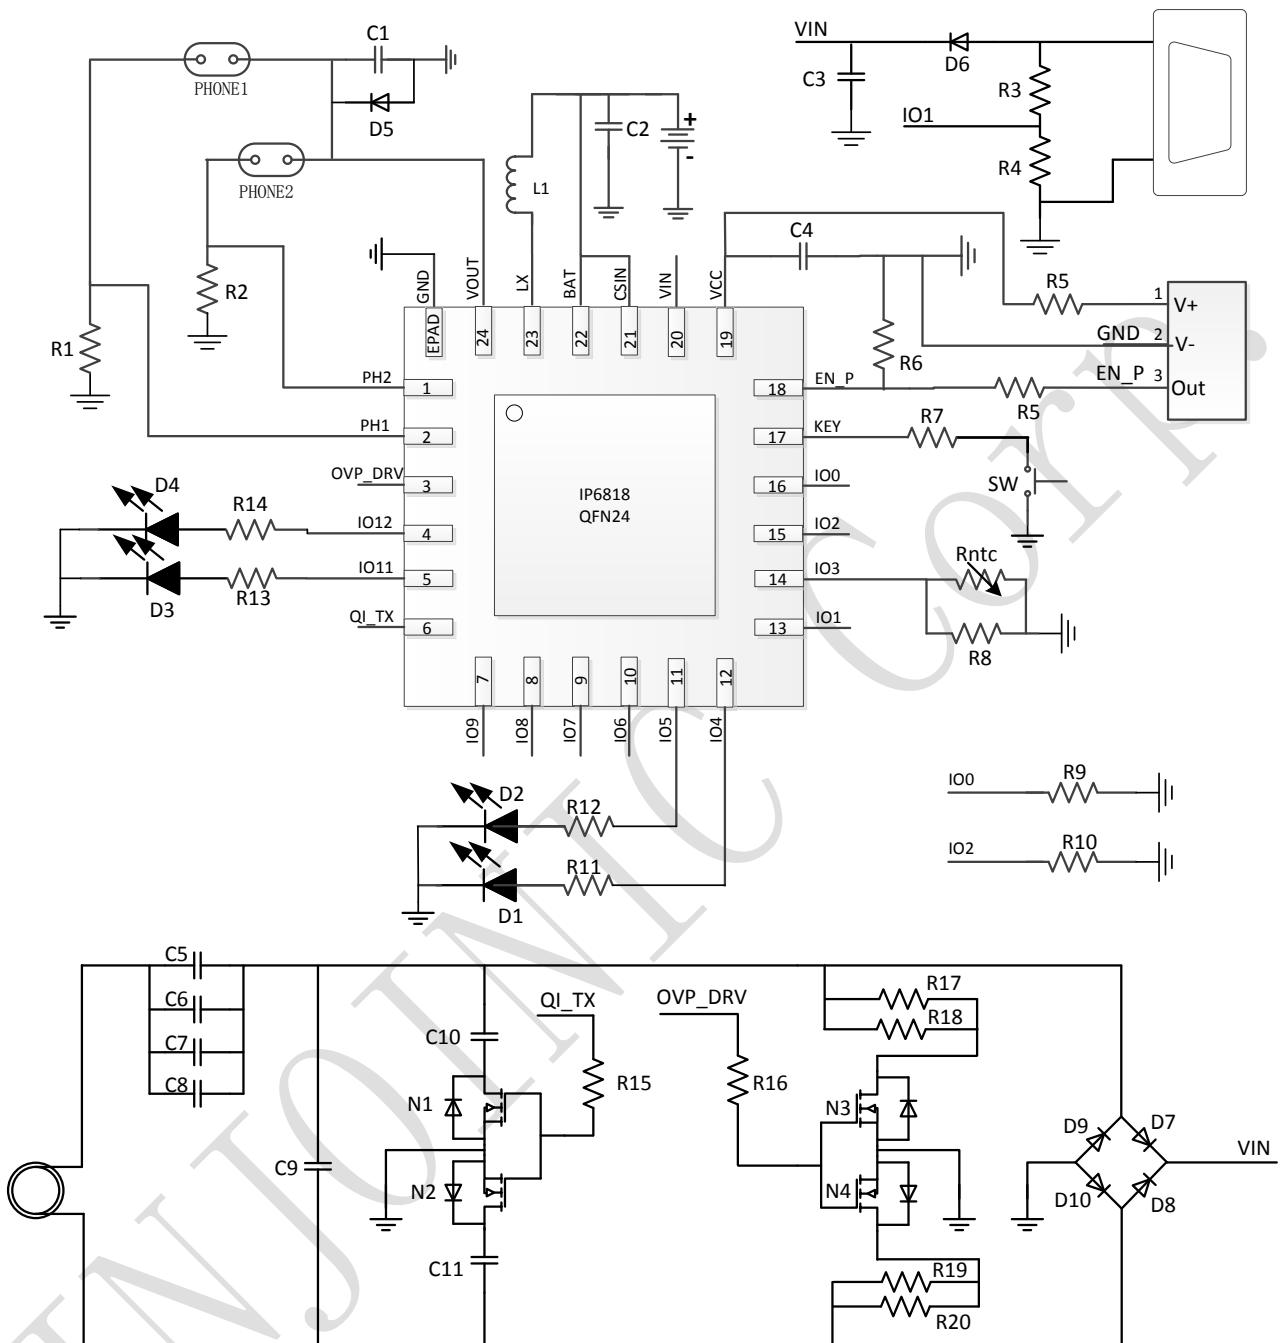 C1
VIN
D6
C3
R3
PHONE1
D5
+
C2
IO1
-
R4
PHONE2
L1
C4
GND
VOUT
LX
BAT
CSIN
VIN
VCC
R5
1
V+
R2
EPAD
24
23
22
21
20
19
GND
2
V-
R1
R6
PH2
1
18
EN_P
EN_P
3
Out
R5
R7
PH1
2
17
KEY
OVP_DRV
3
16
IO0
SW
D4
R14
IP6818
QFN24
IO12
4
15
IO2
Rntc
IO11
5
14
IO3
D3
R13
QI_TX
6
13
IO1
R8
7
8
9
10
11
12
IO9
IO8
IO7
IO6
IO5
IO4
IO0
R9
D2
R12
IO2
R10
R11
D1
C5
C6
C7
C8
QI_TX
OVP_DRV
R17
R18
C10
R15
R16
N1
N3
D9
D7
VIN
C9
N2
N4
D10
D8
C11
R19
R20
INJOINIC Corp.